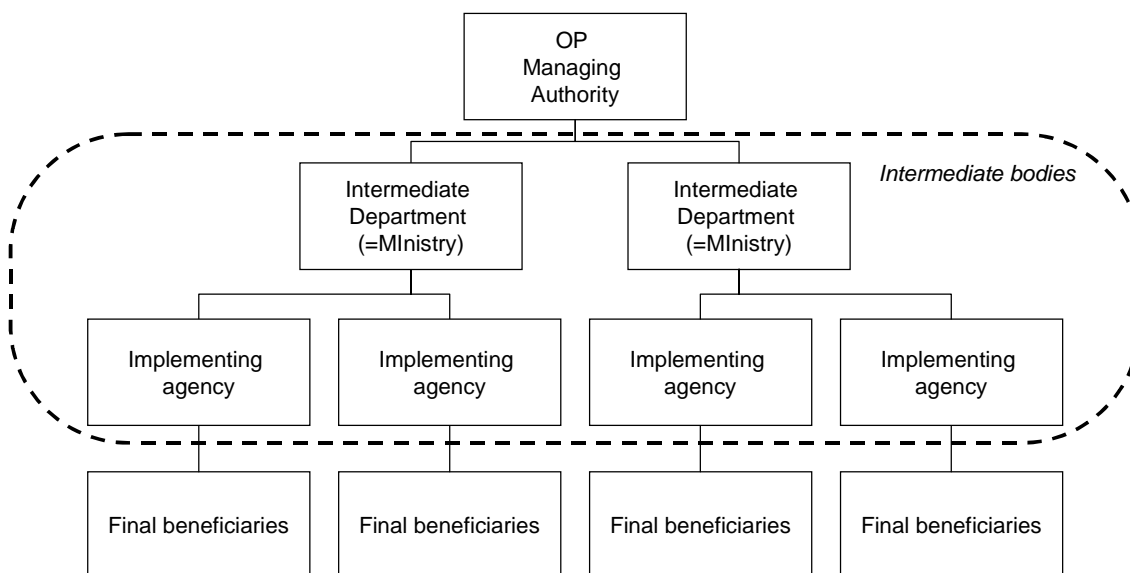 OP
Managing
Authority
Intermediate bodies
Intermediate
Department
(=MInistry)
Intermediate
Department
(=MInistry)
Implementing
agency
Implementing
agency
Implementing
agency
Implementing
agency
Final beneficiaries
Final beneficiaries
Final beneficiaries
Final beneficiaries